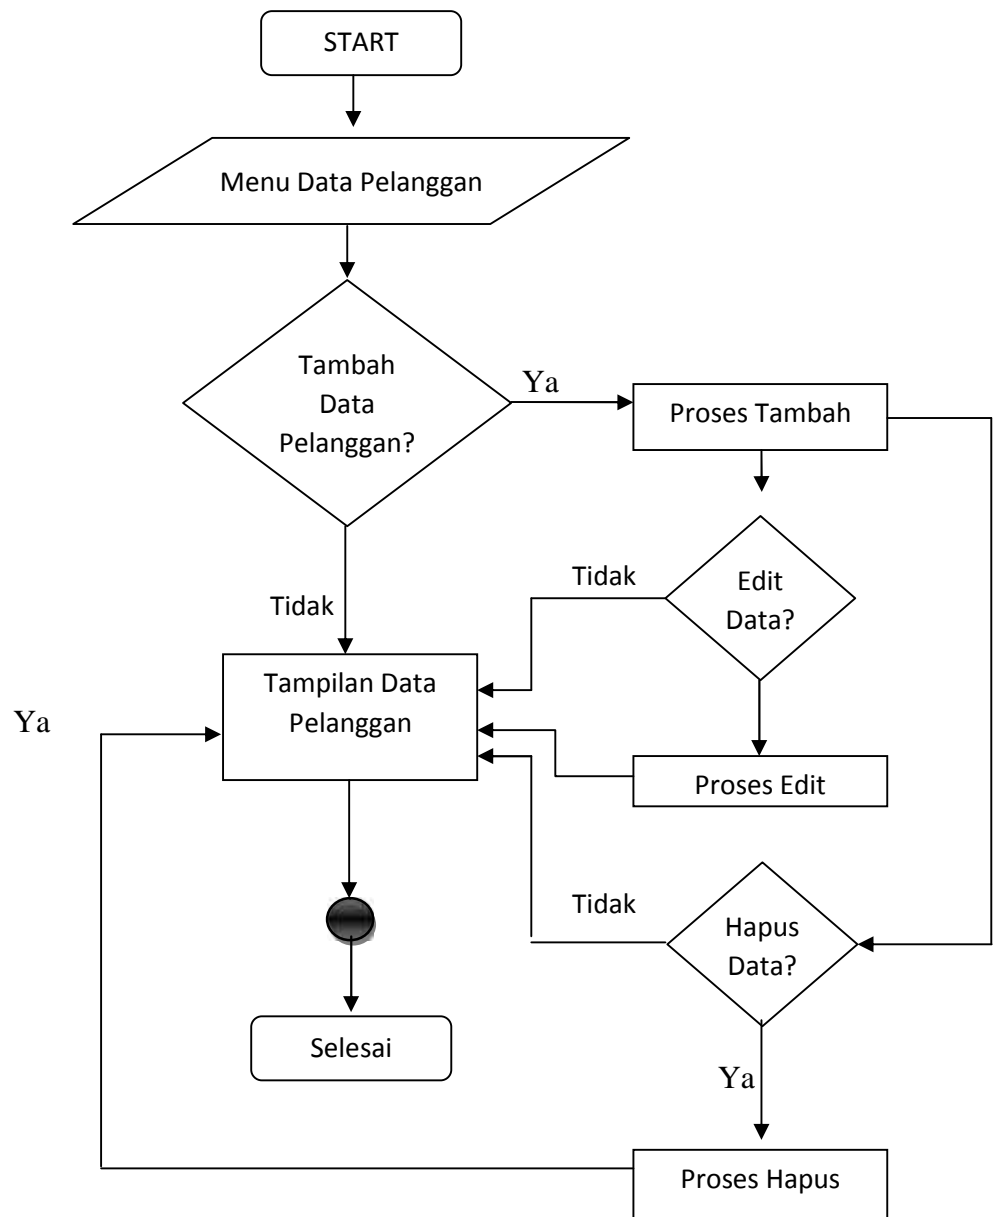 START
Menu Data Pelanggan
Tambah
Data
Pelanggan?
Ya
Proses Tambah
Tidak
Edit
Data?
Tidak
Tampilan Data
Pelanggan
Ya
Proses Edit
Tidak
Hapus
Data?
Selesai
Ya
Proses Hapus